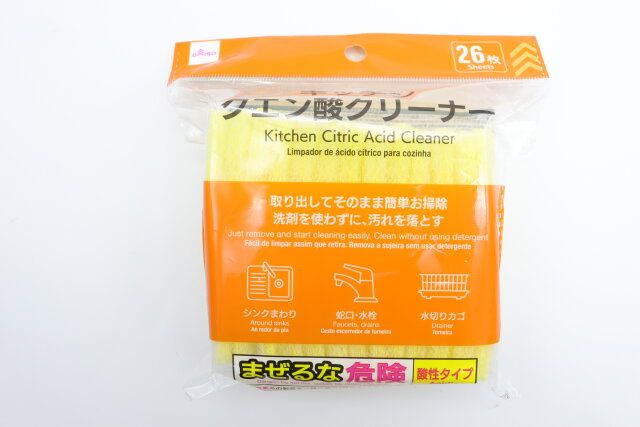 DAISO
26枚
Sheets
キッチン
クエン酸クリーナー
Kitchen Citric Acid Cleaner
Limpador de ácido cítrico para cozinha
取り出してそのまま簡単お掃除
洗剤を使わずに、汚れを落とす
Just remove and start cleaning easily. Clean without using detergent
Fácil de limpar assim que retira. Remova a sujeira sem usar detergente
シンクまわり
Around sinks
Ao redor da pia
蛇口・水栓
Faucets, drains
Cesto escorredor de torneira
水切りカゴ
Drainer
Torneira
まぜるな危険
酸性タイプ